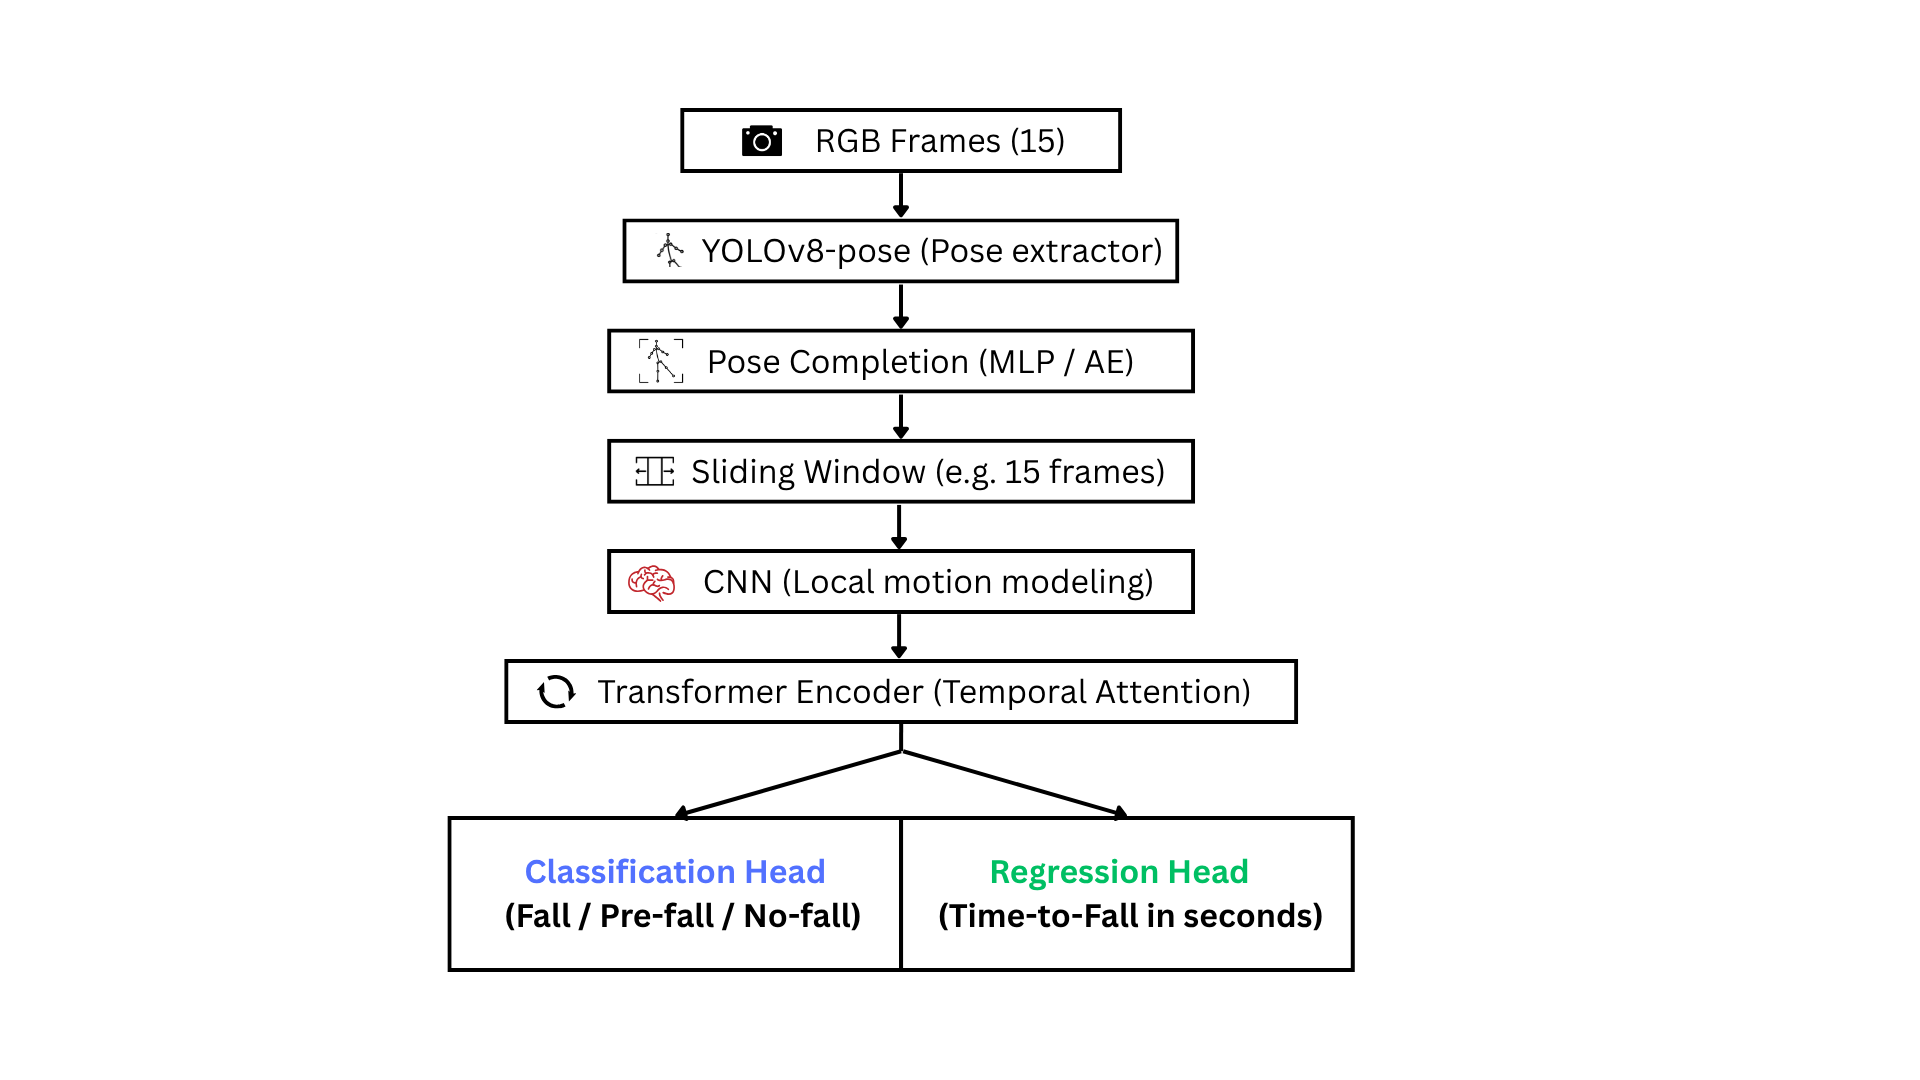 RGB Frames (15)
YOLOv8-pose (Pose extractor)
Pose Completion (MLP / AE)
Sliding Window (e.g. 15 frames)
CNN (Local motion modeling)
Transformer Encoder (Temporal Attention)
Classification Head
(Fall / Pre-fall / No-fall)
Regression Head
(Time-to-Fall in seconds)